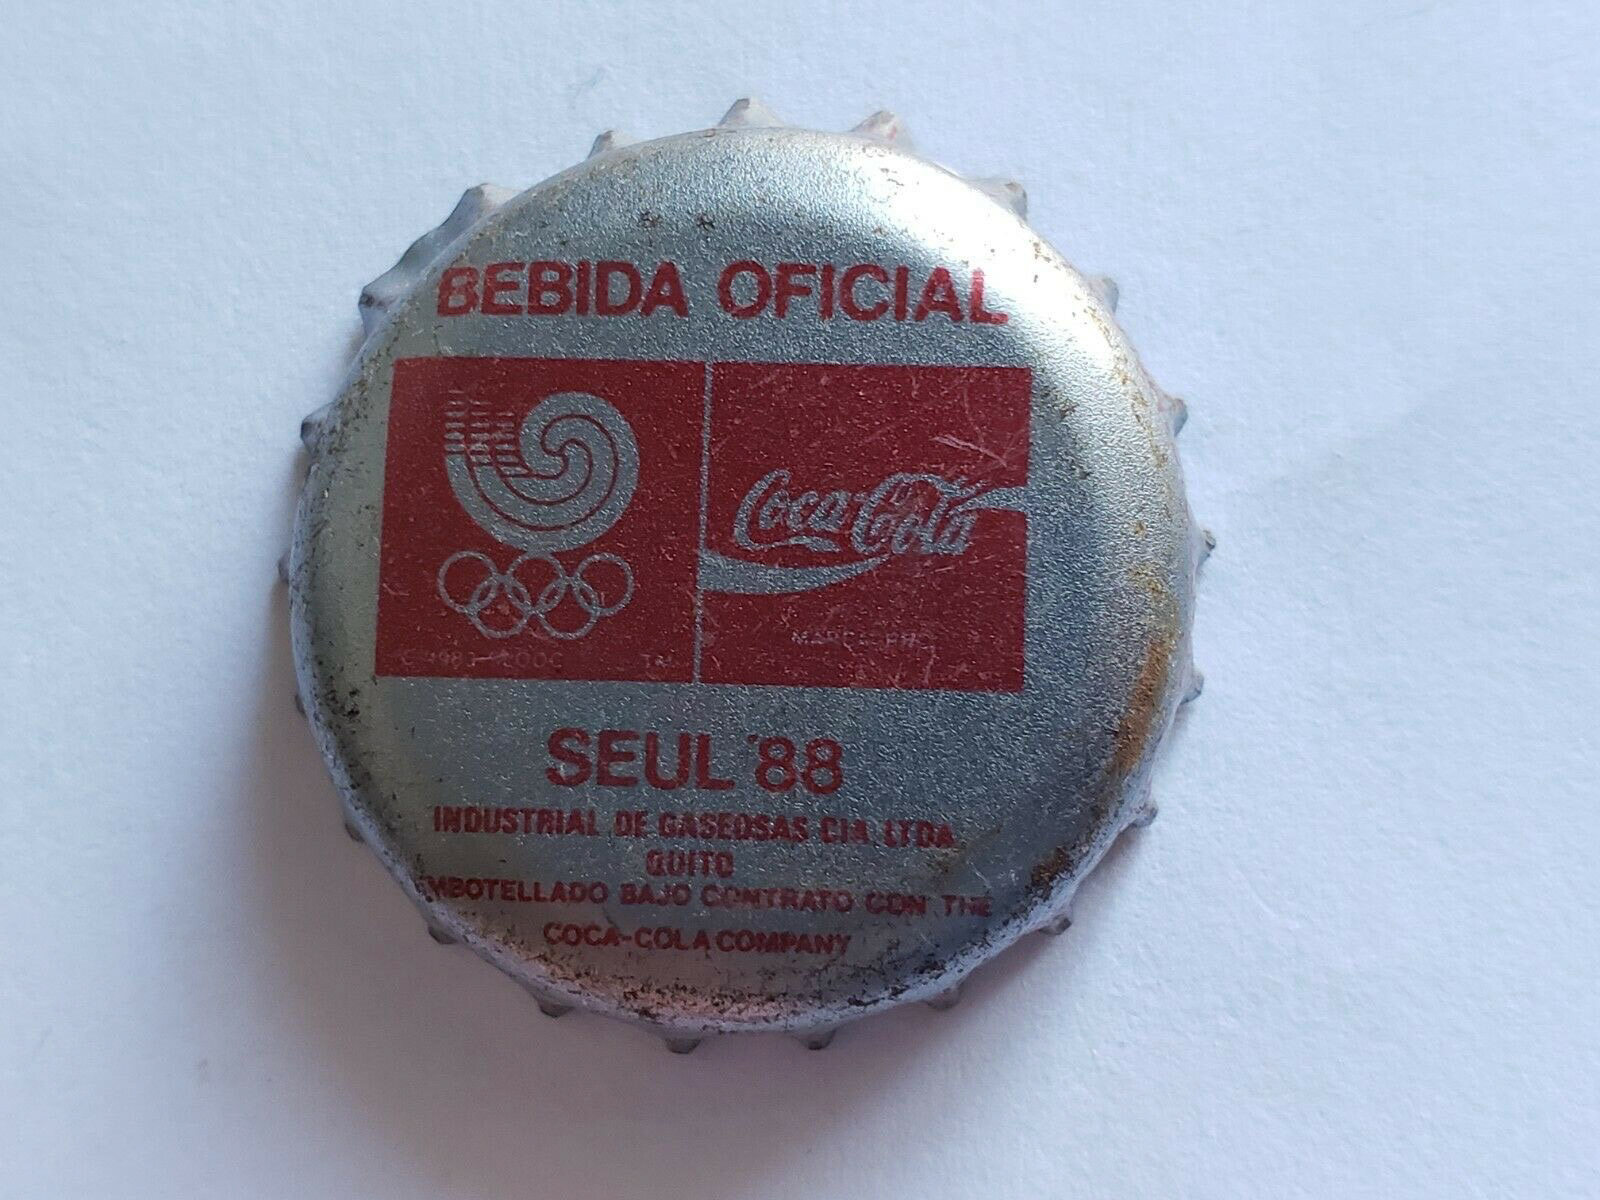 BEBIDA OFICIAL
Coca-Cola
TM
SEUL '88
INDUSTRIAL DE GASEOSAS CIA LTDA
QUITO
EMBOTELLADO BAJO CONTRATO CON THE
COCA-COLA COMPANY